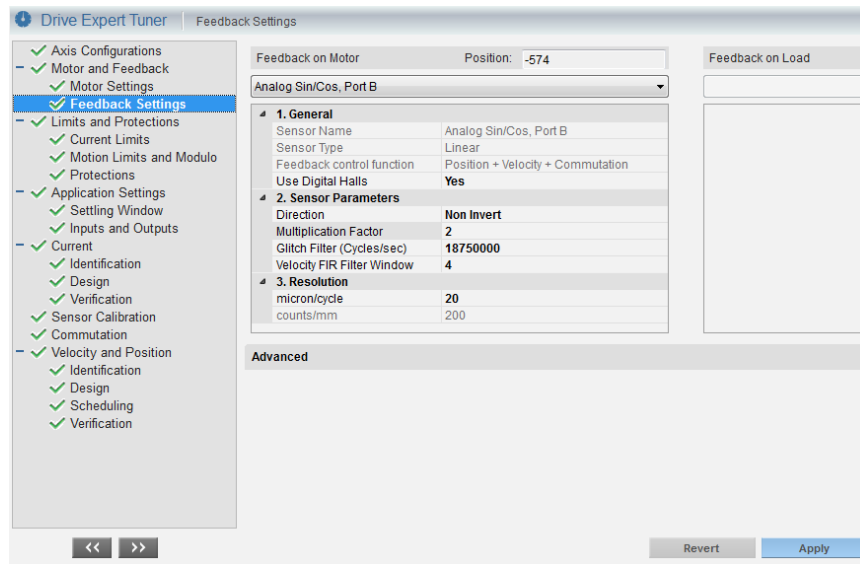 Drive Expert Tuner Feedback Settings
Axis Configurations
Motor and Feedback
Motor Settings
Feedback Settings
Limits and Protections
Current Limits
Motion Limits and Modulo
Protections
Application Settings
Settling Window
Inputs and Outputs
Current
Identification
Design
Verification
Sensor Calibration
Commutation
Velocity and Position
Identification
Design
Scheduling
Verification
<< >>
Feedback on Motor Position: -574
Analog Sin/Cos, Port B
1. General
Sensor Name Analog Sin/Cos, Port B
Sensor Type Linear
Feedback control function Position + Velocity + Commutation
Use Digital Halls Yes
2. Sensor Parameters
Direction Non Invert
Multiplication Factor 2
Glitch Filter (Cycles/sec) 18750000
Velocity FIR Filter Window 4
3. Resolution
micron/cycle 20
counts/mm 200
Feedback on Load
Advanced
Revert Apply